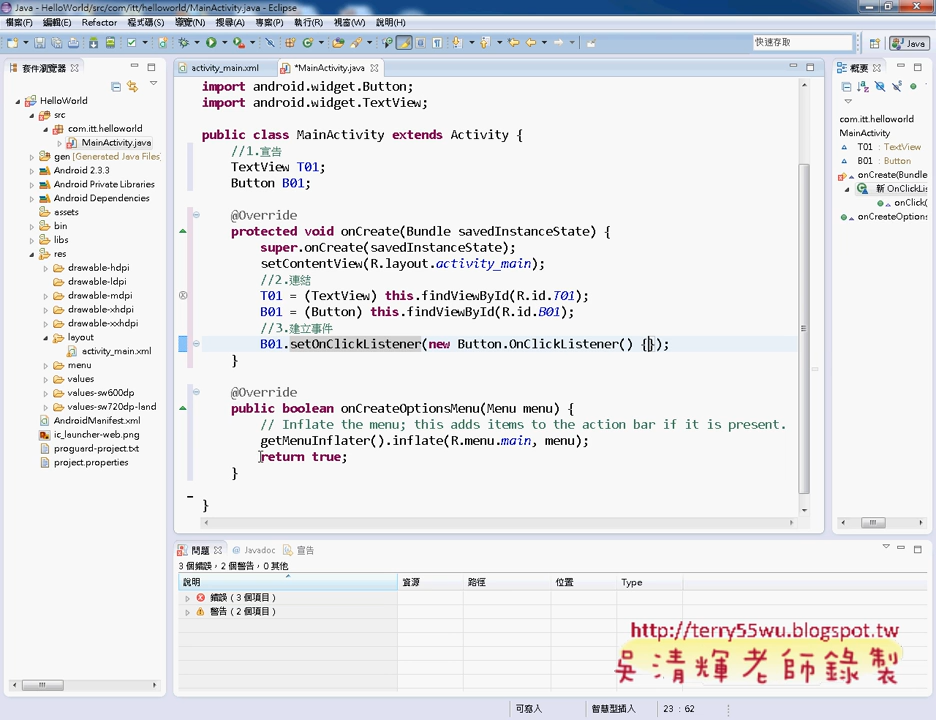 Java - HelloWorld/src/com/itt/helloworld/MainActivity.java - Eclipse
檔案(F) 編輯(E) Refactor 程式碼(S) 導覽(N) 搜尋(A) 專案(P) 執行(R) 視窗(W) 說明(H)
快速存取
Java
套件瀏覽器
HelloWorld
src
com.itt.helloworld
MainActivity.java
gen [Generated Java Files]
Android 2.3.3
Android Private Libraries
Android Dependencies
assets
bin
libs
res
drawable-hdpi
drawable-ldpi
drawable-mdpi
drawable-xhdpi
drawable-xxhdpi
layout
activity_main.xml
menu
values
values-sw600dp
values-sw720dp-land
AndroidManifest.xml
ic_launcher-web.png
proguard-project.txt
project.properties
activity_main.xml
*MainActivity.java
import android.widget.Button;
import android.widget.TextView;
public class MainActivity extends Activity {
//1.宣告
TextView T01;
Button B01;
@Override
protected void onCreate(Bundle savedInstanceState) {
super.onCreate(savedInstanceState);
setContentView(R.layout.activity_main);
//2.連結
T01 = (TextView) this.findViewById(R.id.T01);
B01 = (Button) this.findViewById(R.id.B01);
//3.建立事件
B01.setOnClickListener(new Button.OnClickListener() {});
}
@Override
public boolean onCreateOptionsMenu(Menu menu) {
// Inflate the menu; this adds items to the action bar if it is present.
getMenuInflater().inflate(R.menu.main, menu);
return true;
}
}
概要
com.itt.helloworld
MainActivity
T01 : TextView
B01 : Button
onCreate(Bundle
新 OnClickLis
onClick(
onCreateOptions
問題
@ Javadoc
宣告
3 個錯誤，2 個警告，0 其他
說明 資源 路徑 位置 Type
錯誤（3 個項目）
警告（2 個項目）
http://terry55wu.blogspot.tw
吳清輝老師錄製
可寫入 智慧型插入 23 : 62